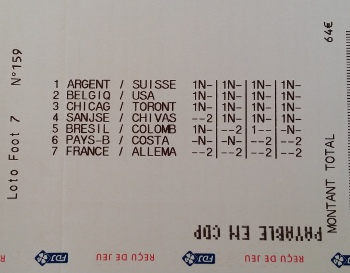 Loto Foot 7 N°159
1 ARGENT / SUISSE 1N-|1N-|1N-|1N-
2 BELGIQ / USA 1N-|1N-|1N-|1N-
3 CHICAG / TORONT 1N-|1N-|1N-|1N-
4 SANJSE / CHIVAS --2|1N-|1N-|1N-
5 BRESIL / COLOMB 1N-|--2|1--|-N-
6 PAYS-B / COSTA -N-|-N-|--2|--2
7 FRANCE / ALLEMA --2|--2|--2|--2
PAYABLE EM CDP
MONTANT TOTAL 64€
REÇU DE JEU FDJ REÇU DE JEU FDJ